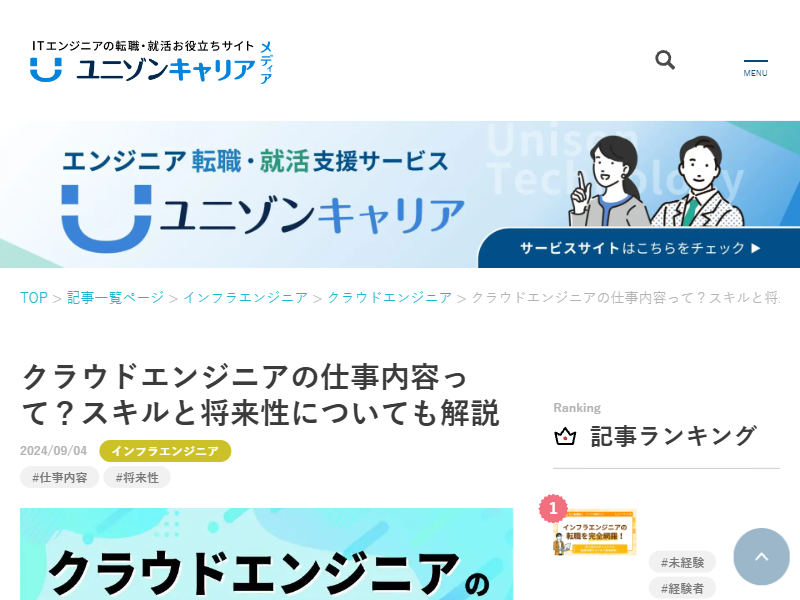 ITエンジニアの転職・就活お役立ちサイト
ユニゾンキャリア
メディア
MENU
Unison
Technology
エンジニア転職・就活支援サービス
ユニゾンキャリア
サービスサイトはこちらをチェック ▶
TOP > 記事一覧ページ > インフラエンジニア > クラウドエンジニア > クラウドエンジニアの仕事内容って？スキルと将
クラウドエンジニアの仕事内容っ
て？スキルと将来性についても解説
2024/09/04 インフラエンジニア
#仕事内容 #将来性
クラウドエンジニアの
Ranking
記事ランキング
1
インフラエンジニアの
転職を完全網羅！
#未経験
#経験者